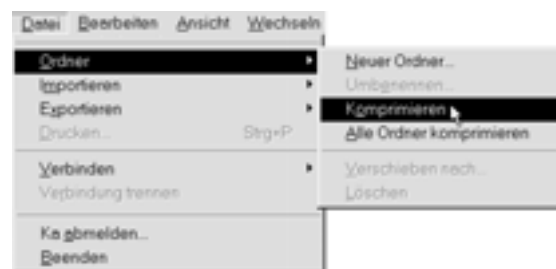 Datei Bearbeiten Ansicht Wechseln
Ordner
Importieren
Exportieren
Drucken... Strg+P
Verbinden
Verbindung trennen
Ka abmelden...
Beenden
Neuer Ordner...
Umbenennen...
Komprimieren
Alle Ordner komprimieren
Verschieben nach...
Löschen